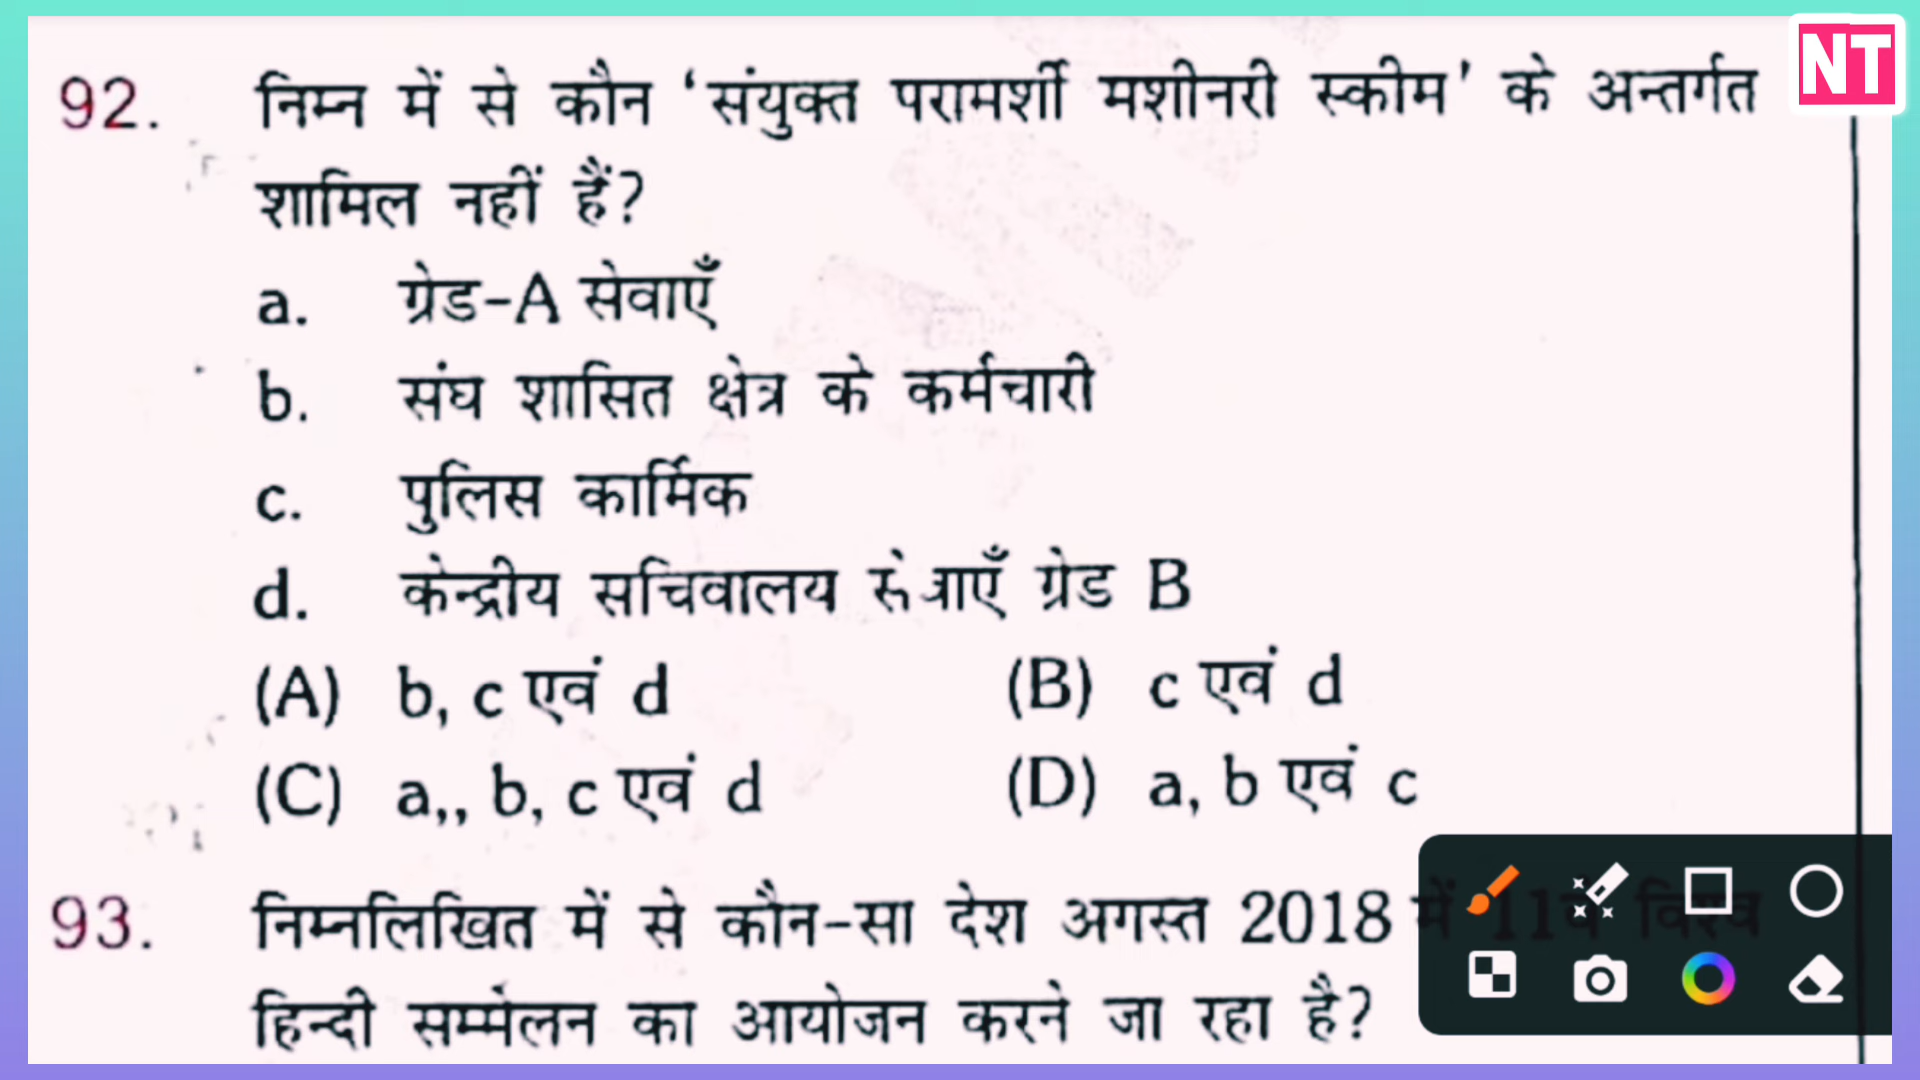 NT
92. निम्न में से कौन 'संयुक्त परामर्शी मशीनरी स्कीम' के अन्तर्गत
शामिल नहीं हैं?
a. ग्रेड-A सेवाएँ
b. संघ शासित क्षेत्र के कर्मचारी
c. पुलिस कार्मिक
d. केन्द्रीय सचिवालय सेवाएँ ग्रेड B
(A) b, c एवं d (B) c एवं d
(C) a,, b, c एवं d (D) a, b एवं c
93. निम्नलिखित में से कौन-सा देश अगस्त 2018 में 11वें विश्व
हिन्दी सम्मेलन का आयोजन करने जा रहा है?